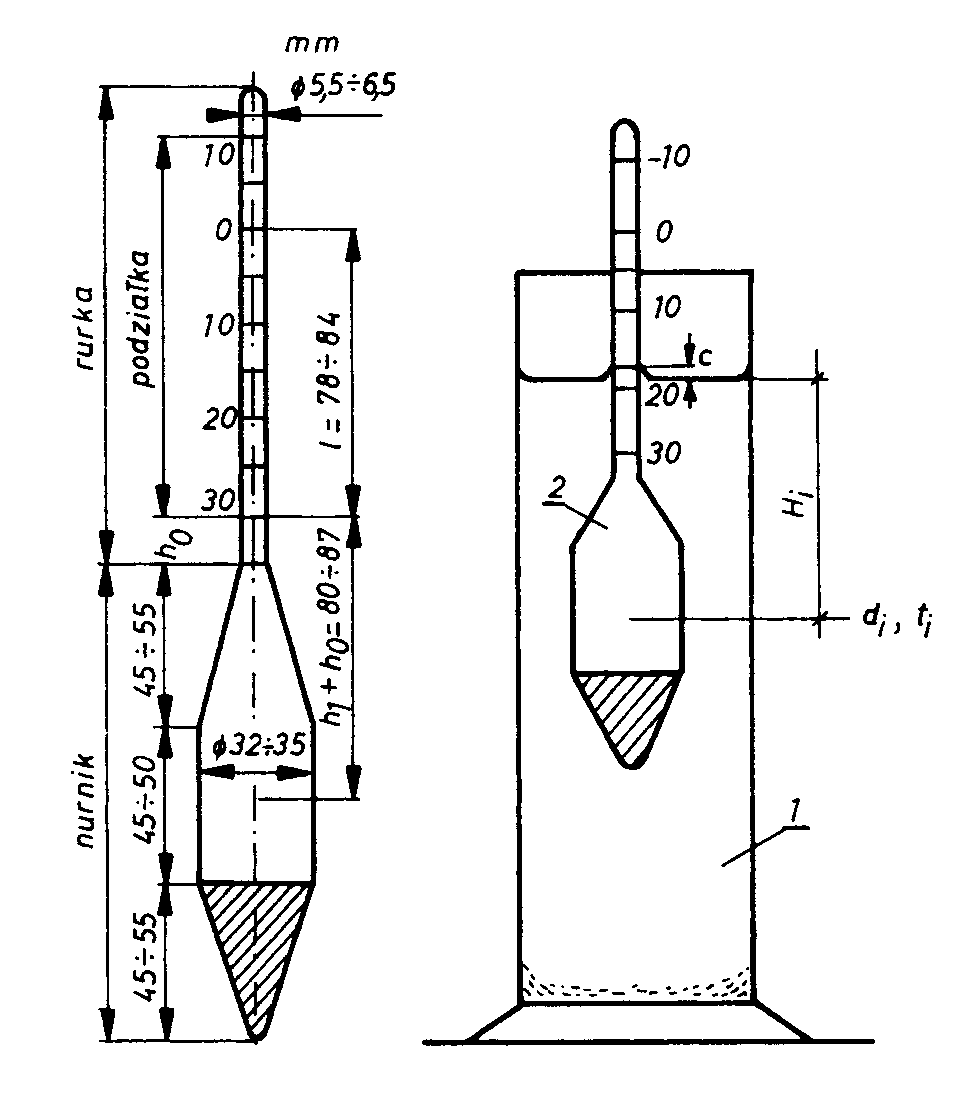 mm
ϕ5,5÷6,5
10
0
10
20
30
rurka
podziałka
l = 78÷84
h0
h1 + h0 = 80÷87
nurnik
45÷55
ϕ32÷35
45÷50
45÷55
-10
0
10
c
20
30
2
Hi
di, ti
1